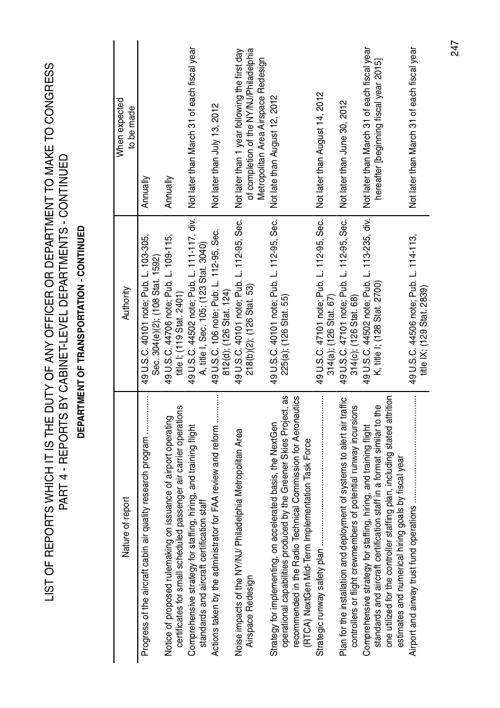 LIST OF REPORTS WHICH IT IS THE DUTY OF ANY OFFICER OR DEPARTMENT TO MAKE TO CONGRESS
PART 4 - REPORTS BY CABINET-LEVEL DEPARTMENTS - CONTINUED
DEPARTMENT OF TRANSPORTATION - CONTINUED
Nature of report
Authority
When expected
to be made
Progress of the aircraft cabin air quality research program
49 U.S.C. 40101 note; Pub. L. 103-305,
Sec. 304(e)(2); (108 Stat. 1592)
Annually
Notice of proposed rulemaking on issuance of airport operating
certificates for small scheduled passenger air carrier operations
49 U.S.C. 44706 note; Pub. L. 109-115,
title I; (119 Stat. 2401)
Annually
Comprehensive strategy for staffing, hiring, and training flight
standards and aircraft certification staff
49 U.S.C. 44502 note; Pub. L. 111-117, div.
A, title I, Sec. 105; (123 Stat. 3040)
Not later than March 31 of each fiscal year
Actions taken by the administrator for FAA review and reform
49 U.S.C. 106 note; Pub. L. 112-95, Sec.
812(d); (126 Stat. 124)
Not later than July 13, 2012
Noise impacts of the NY/NJ/ Philadelphia Metropolitan Area
Airspace Redesign
49 U.S.C. 40101 note; Pub. L. 112-95, Sec.
218(b)(2); (126 Stat. 53)
Not later than 1 year following the first day
of completion of the NY/NJ/Philadelphia
Metropolitan Area Airspace Redesign
Strategy for implementing, on accelerated basis, the NextGen
operational capabilities produced by the Greener Skies Project, as
recommended in the Radio Technical Commission for Aeronautics
(RTCA) NextGen Mid-Term Implementation Task Force
49 U.S.C. 40101 note; Pub. L. 112-95, Sec.
225(a); (126 Stat. 55)
Not late than August 12, 2012
Strategic runway safety plan
49 U.S.C. 47101 note; Pub. L. 112-95, Sec.
314(a); (126 Stat. 67)
Not later than August 14, 2012
Plan for the installation and deployment of systems to alert air traffic
controllers or flight crewmembers of potential runway incursions
49 U.S.C. 47101 note; Pub. L. 112-95, Sec.
314(c); (126 Stat. 68)
Not later than June 30, 2012
Comprehensive strategy for staffing, hiring, and training flight
standards and aircraft certification staff in a format similar to the
one utilized for the controller staffing plan, including stated attrition
estimates and numerical hiring goals by fiscal year
49 U.S.C. 44502 note; Pub. L. 113-235, div.
K, title I; (128 Stat. 2700)
Not later than March 31 of each fiscal year
hereafter [beginning fiscal year 2015]
Airport and airway trust fund operations
49 U.S.C. 44506 note; Pub. L. 114-113,
title IX; (129 Stat. 2839)
Not later than March 31 of each fiscal year
247